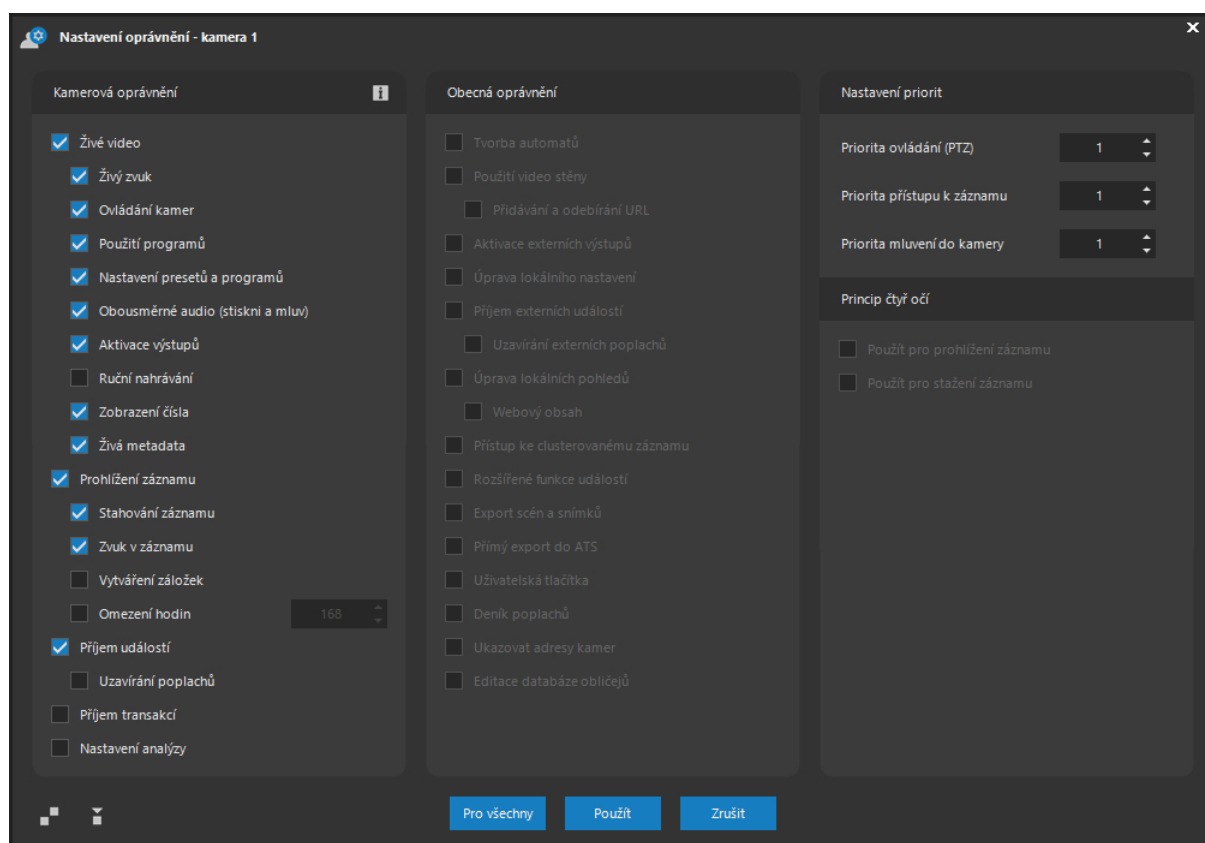 Nastavení oprávnění - kamera 1
Kamerová oprávnění
Živé video
Živý zvuk
Ovládání kamer
Použití programů
Nastavení presetů a programů
Obousměrné audio (stiskni a mluv)
Aktivace výstupů
Ruční nahrávání
Zobrazení čísla
Živá metadata
Prohlížení záznamu
Stahování záznamu
Zvuk v záznamu
Vytváření záložek
Omezení hodin 168
Příjem událostí
Uzavírání poplachů
Příjem transakcí
Nastavení analýzy
Obecná oprávnění
Tvorba automatů
Použití video stěny
Přidávání a odebírání URL
Aktivace externích výstupů
Úprava lokálního nastavení
Příjem externích událostí
Uzavírání externích poplachů
Úprava lokálních pohledů
Webový obsah
Přístup ke clusterovanému záznamu
Rozšířené funkce událostí
Export scén a snímků
Přímý export do ATS
Uživatelská tlačítka
Deník poplachů
Ukazovat adresy kamer
Editace databáze obličejů
Nastavení priorit
Priorita ovládání (PTZ) 1
Priorita přístupu k záznamu 1
Priorita mluvení do kamery 1
Princip čtyř očí
Použít pro prohlížení záznamu
Použít pro stažení záznamu
Pro všechny
Použít
Zrušit